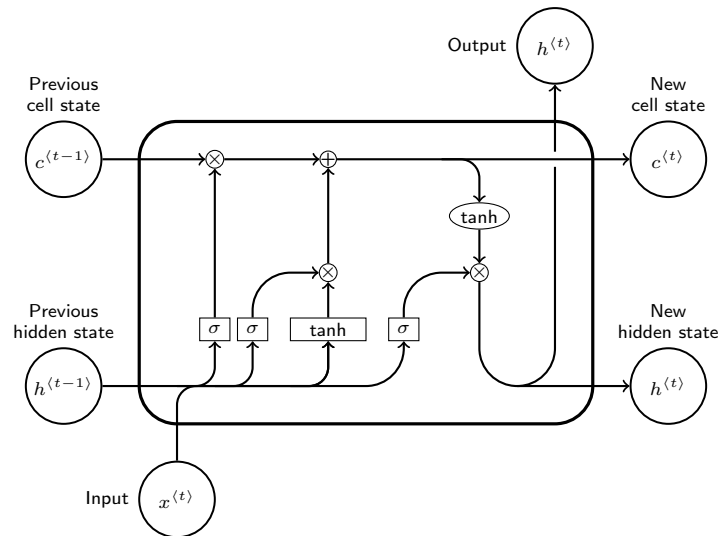 Output
h⟨t⟩
Previous
cell state
New
cell state
c⟨t−1⟩
×
+
c⟨t⟩
tanh
×
×
Previous
hidden state
New
hidden state
σ
σ
tanh
σ
h⟨t−1⟩
h⟨t⟩
Input
x⟨t⟩